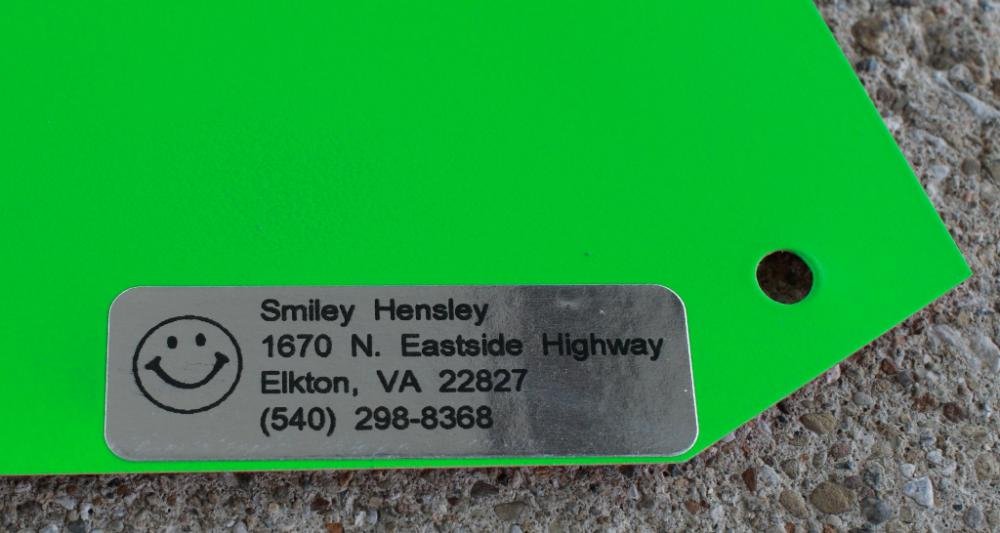 Smiley Hensley
1670 N. Eastside Highway
Elkton, VA 22827
(540) 298-8368